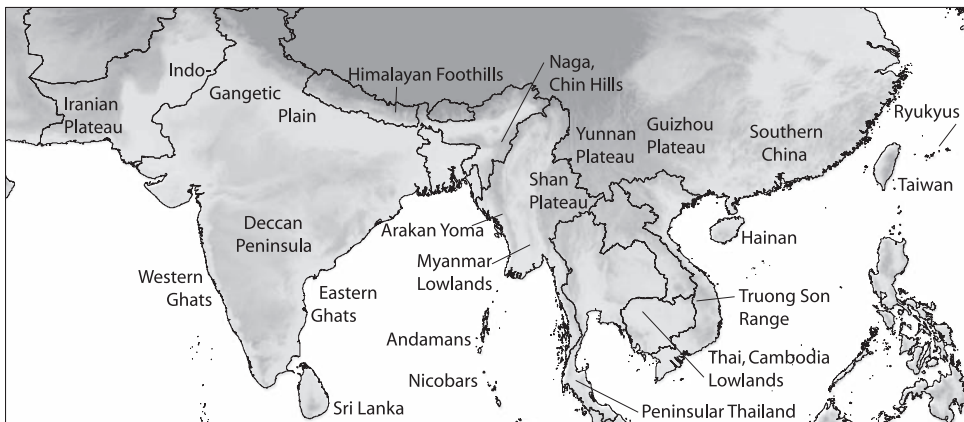 Indo-
Gangetic
Plain
Himalayan Foothills
Naga,
Chin Hills
Iranian
Plateau
Ryukyus
Yunnan
Plateau
Guizhou
Plateau
Southern
China
Shan
Plateau
Taiwan
Deccan
Peninsula
Arakan Yoma
Hainan
Myanmar
Lowlands
Western
Ghats
Eastern
Ghats
Truong Son
Range
Andamans
Thai, Cambodia
Lowlands
Nicobars
Sri Lanka
Peninsular Thailand